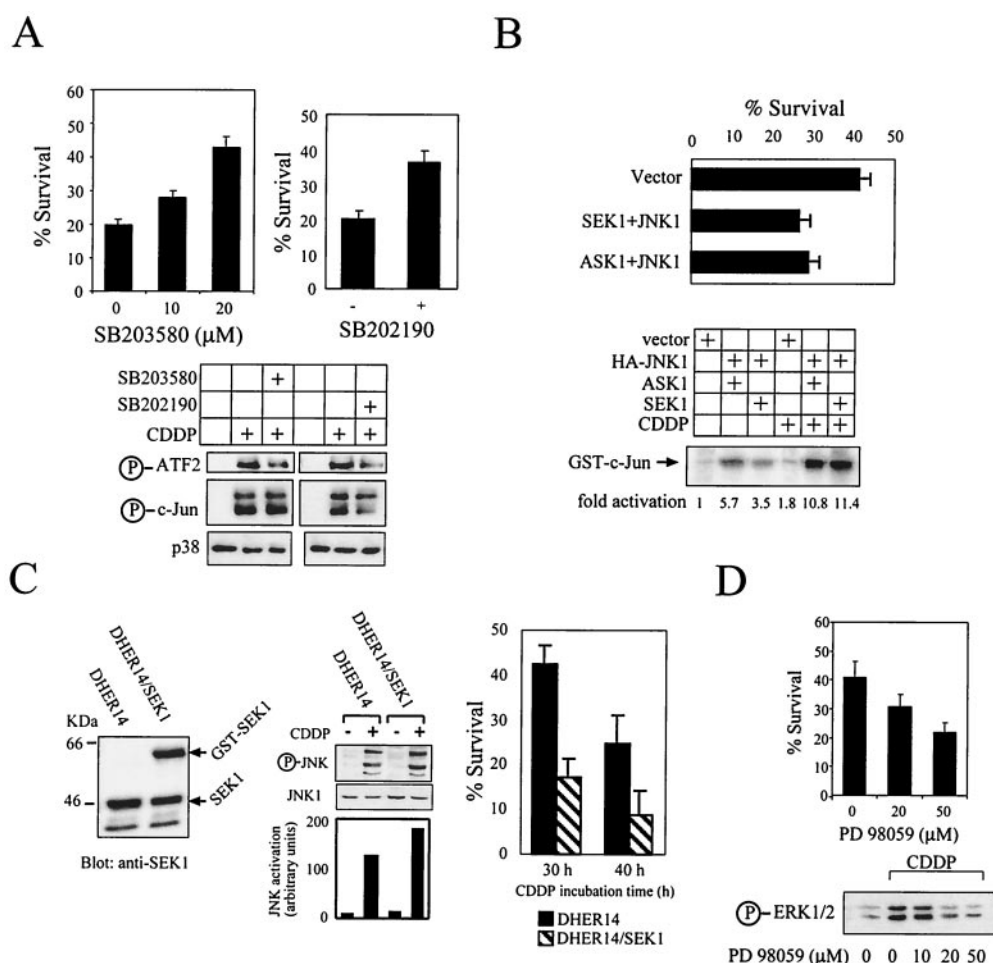 A
60
50
40
30
20
10
0
% Survival
0 10 20
SB203580 (μM)
50
40
30
20
10
0
% Survival
- +
SB202190
SB203580 +
SB202190 +
CDDP + + + +
P-ATF2
P-c-Jun
p38
B
% Survival
0 10 20 30 40 50
Vector
SEK1+JNK1
ASK1+JNK1
vector + +
HA-JNK1 + + + +
ASK1 + +
SEK1 + +
CDDP + + +
GST-c-Jun
fold activation 1 5.7 3.5 1.8 10.8 11.4
C
DHER14
DHER14/SEK1
KDa
66
46
GST-SEK1
SEK1
Blot: anti-SEK1
DHER14
DHER14/SEK1
CDDP - + - +
P-JNK
JNK1
200
100
0
JNK activation
(arbitrary units)
50
40
30
20
10
0
% Survival
30 h 40 h
CDDP incubation time (h)
DHER14
DHER14/SEK1
D
60
50
40
30
20
10
0
% Survival
0 20 50
PD 98059 (μM)
CDDP
P-ERK1/2
PD 98059 (μM) 0 0 10 20 50